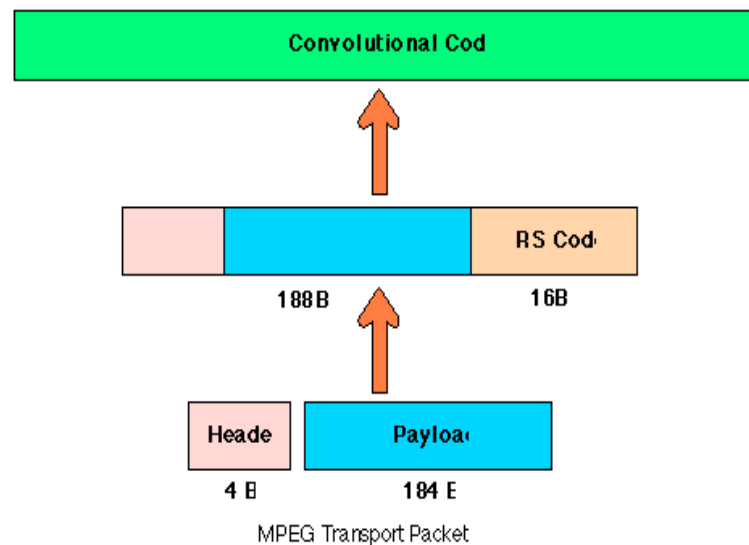 Convolutional Cod
RS Cod
188B
16B
Heade
Payloa
4 B
184 E
MPEG Transport Packet